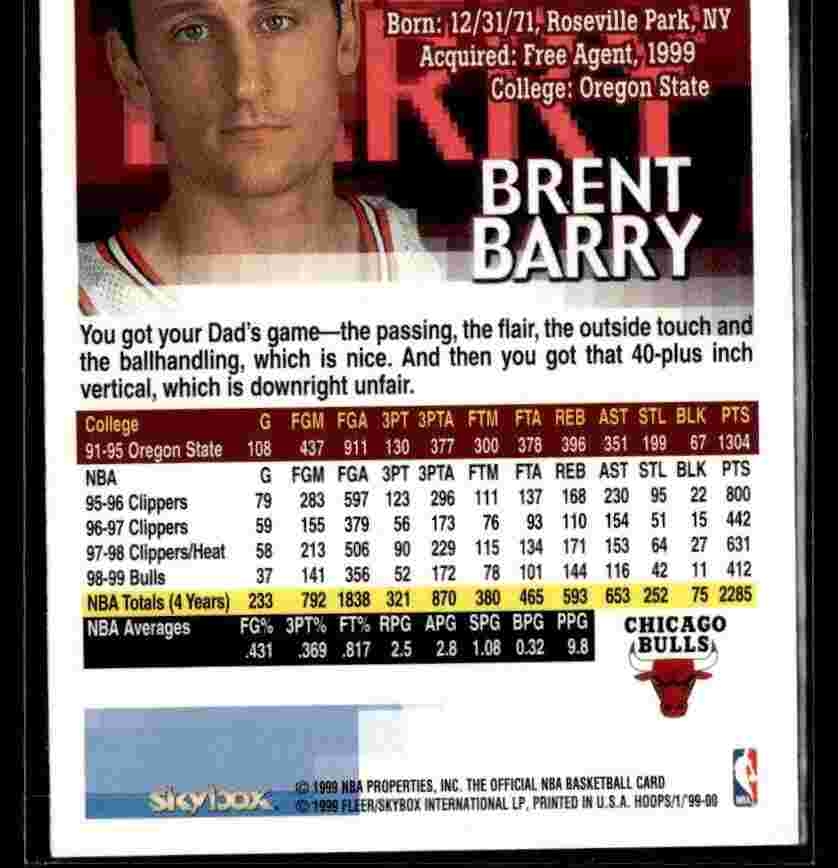 Born: 12/31/71, Roseville Park, NY
Acquired: Free Agent, 1999
College: Oregon State
BRENT
BARRY
You got your Dad's game—the passing, the flair, the outside touch and
the ballhandling, which is nice. And then you got that 40-plus inch
vertical, which is downright unfair.
College G FGM FGA 3PT 3PTA FTM FTA REB AST STL BLK PTS
91-95 Oregon State 108 437 911 130 377 300 378 396 351 199 67 1304
NBA G FGM FGA 3PT 3PTA FTM FTA REB AST STL BLK PTS
95-96 Clippers 79 283 597 123 296 111 137 168 230 95 22 800
96-97 Clippers 59 155 379 56 173 76 93 110 154 51 15 442
97-98 Clippers/Heat 58 213 506 90 229 115 134 171 153 64 27 631
98-99 Bulls 37 141 356 52 172 78 101 144 116 42 11 412
NBA Totals (4 Years) 233 792 1838 321 870 380 465 593 653 252 75 2285
NBA Averages FG% 3PT% FT% RPG APG SPG BPG PPG
.431 .369 .817 2.5 2.8 1.08 0.32 9.8
CHICAGO
BULLS
skybox
© 1999 NBA PROPERTIES, INC. THE OFFICIAL NBA BASKETBALL CARD
© 1999 FLEER/SKYBOX INTERNATIONAL LP, PRINTED IN U.S.A. HOOPS/1/'99-00
NBA